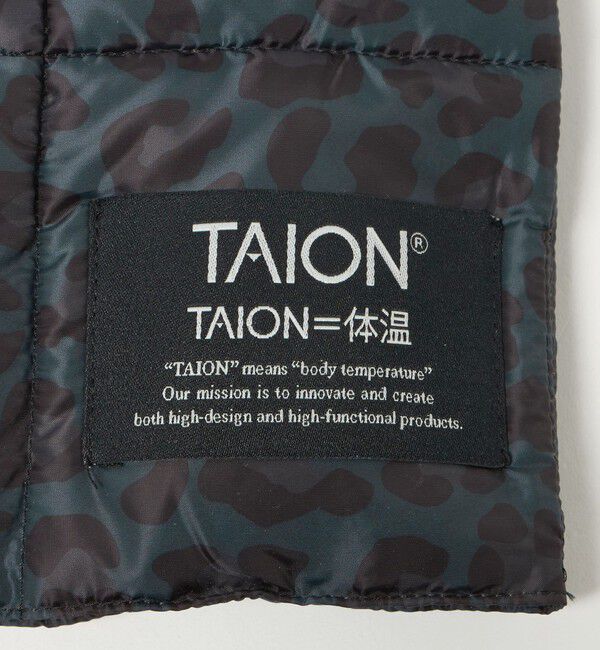 TAION®
TAION=体温
“TAION” means “body temperature”
Our mission is to innovate and create
both high-design and high-functional products.